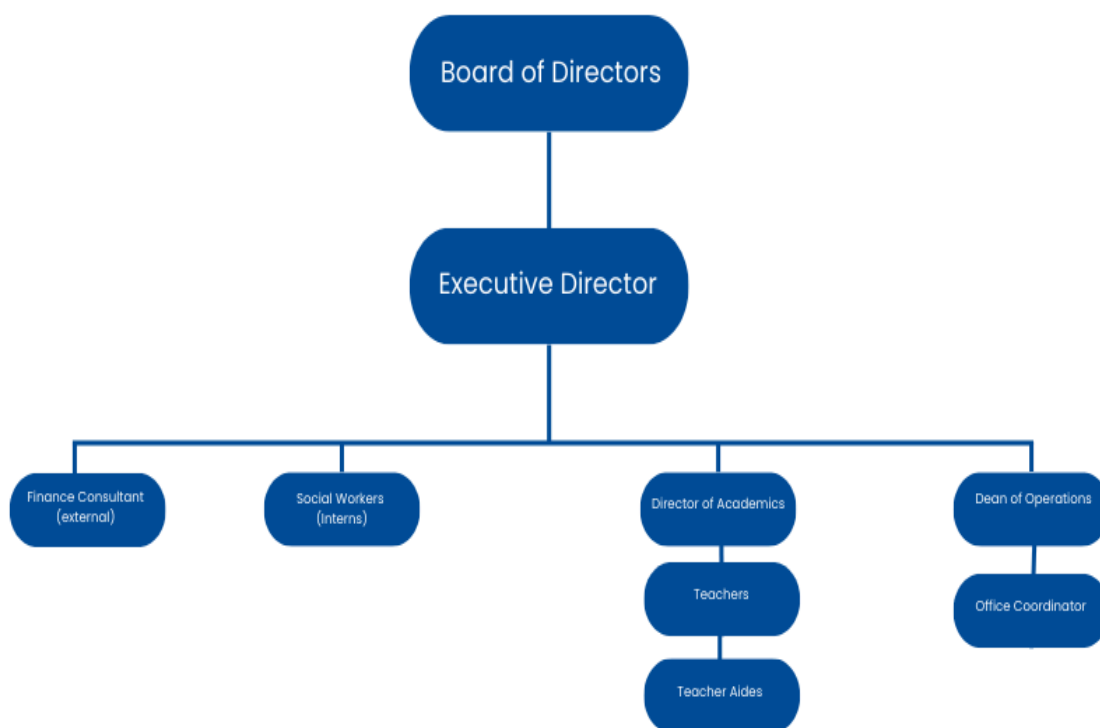 Board of Directors
Executive Director
Finance Consultant
(external)
Social Workers
(Interns)
Director of Academics
Dean of Operations
Teachers
Office Coordinator
Teacher Aides